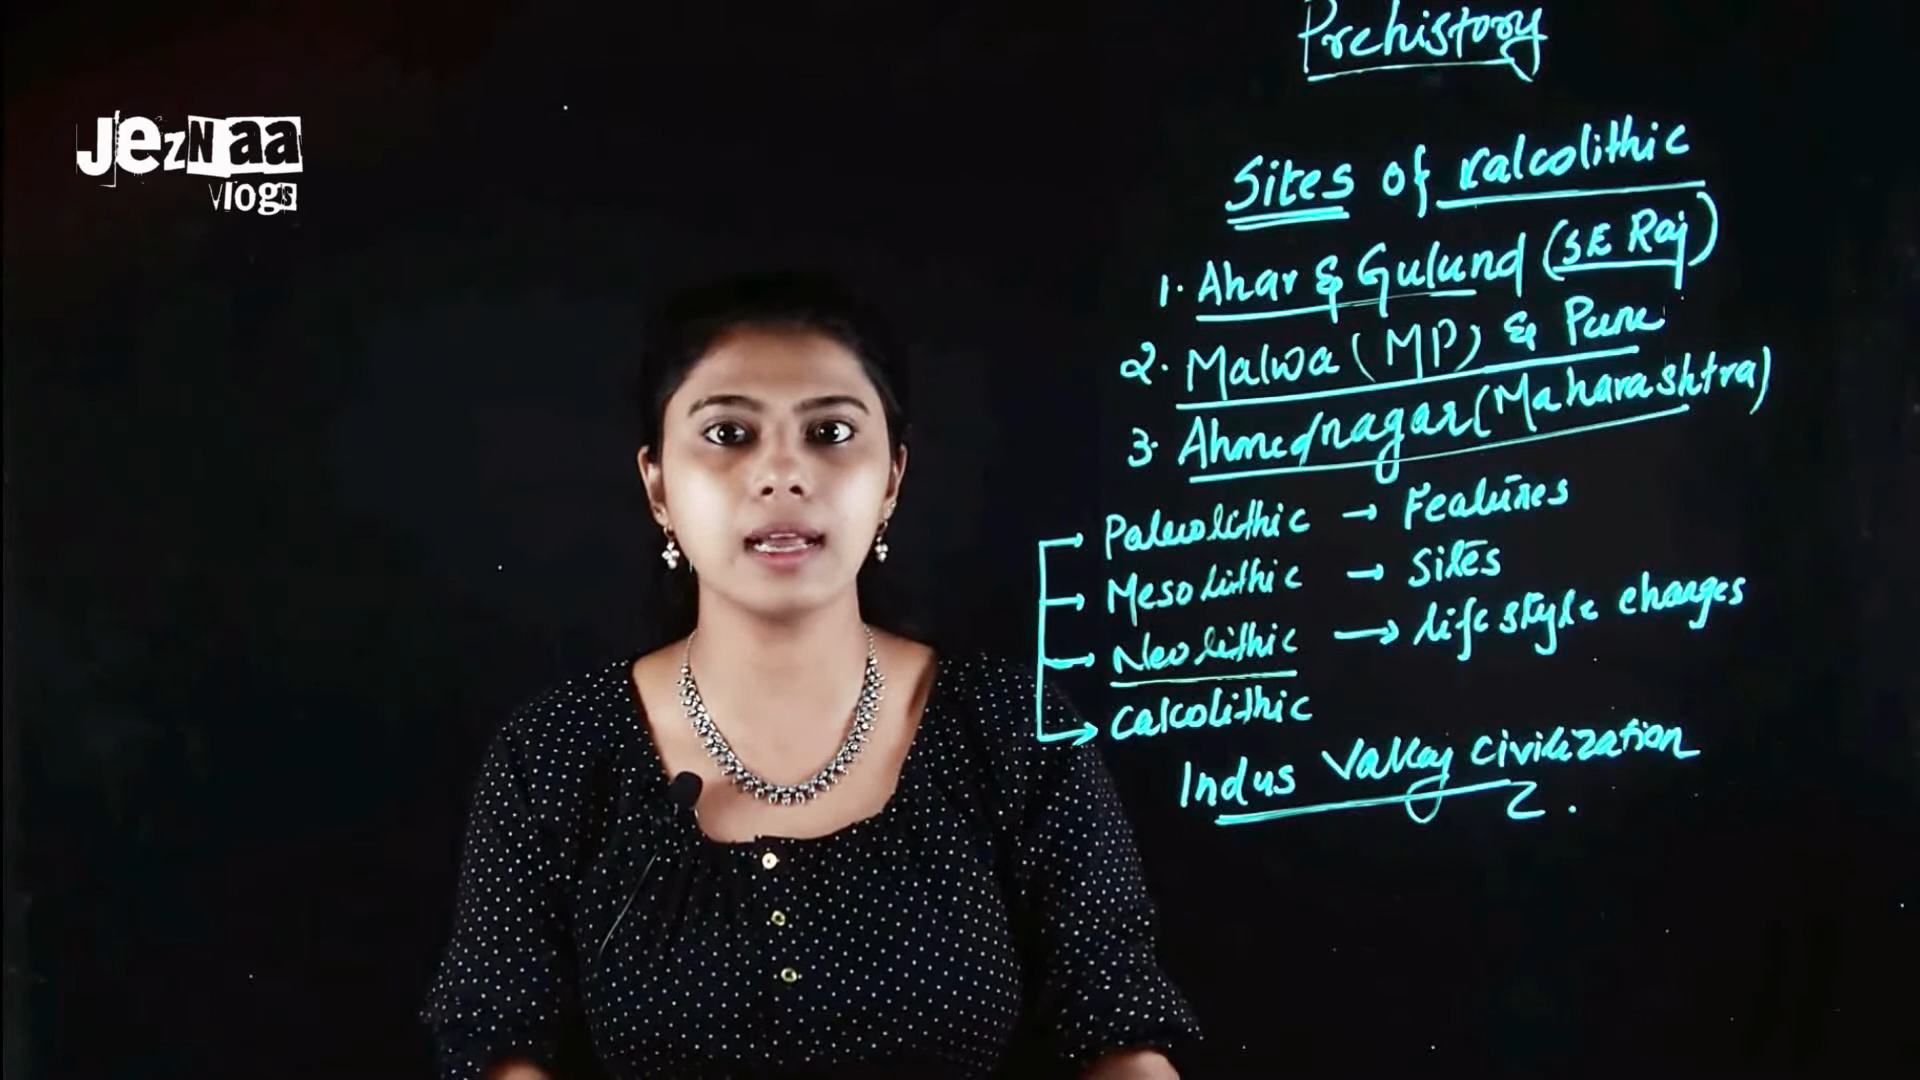 JEZNaa
vlogs
Prehistory
Sites of Kalcolithic
1. Ahar & Gulund (SE Raj)
2. Malwa (MP) & Pune
3. Ahmednagar (Maharashtra)
Paleolithic → Features
Mesolithic → Sites
Neolithic → life style changes
Calcolithic
Indus Valley civilization